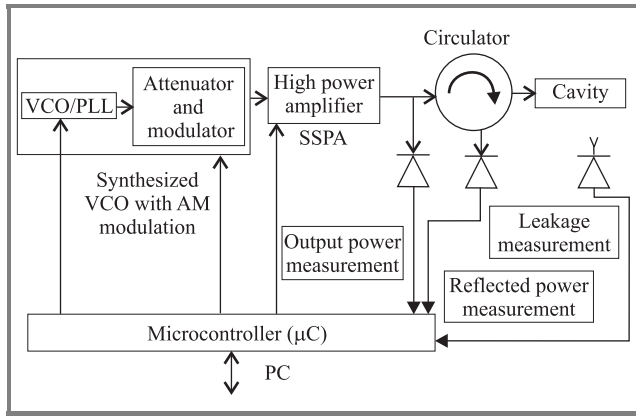 Circulator
VCO/PLL
Attenuator
and
modulator
High power
amplifier
SSPA
Cavity
Synthesized
VCO with AM
modulation
Output power
measurement
Leakage
measurement
Reflected power
measurement
Microcontroller (μC)
PC